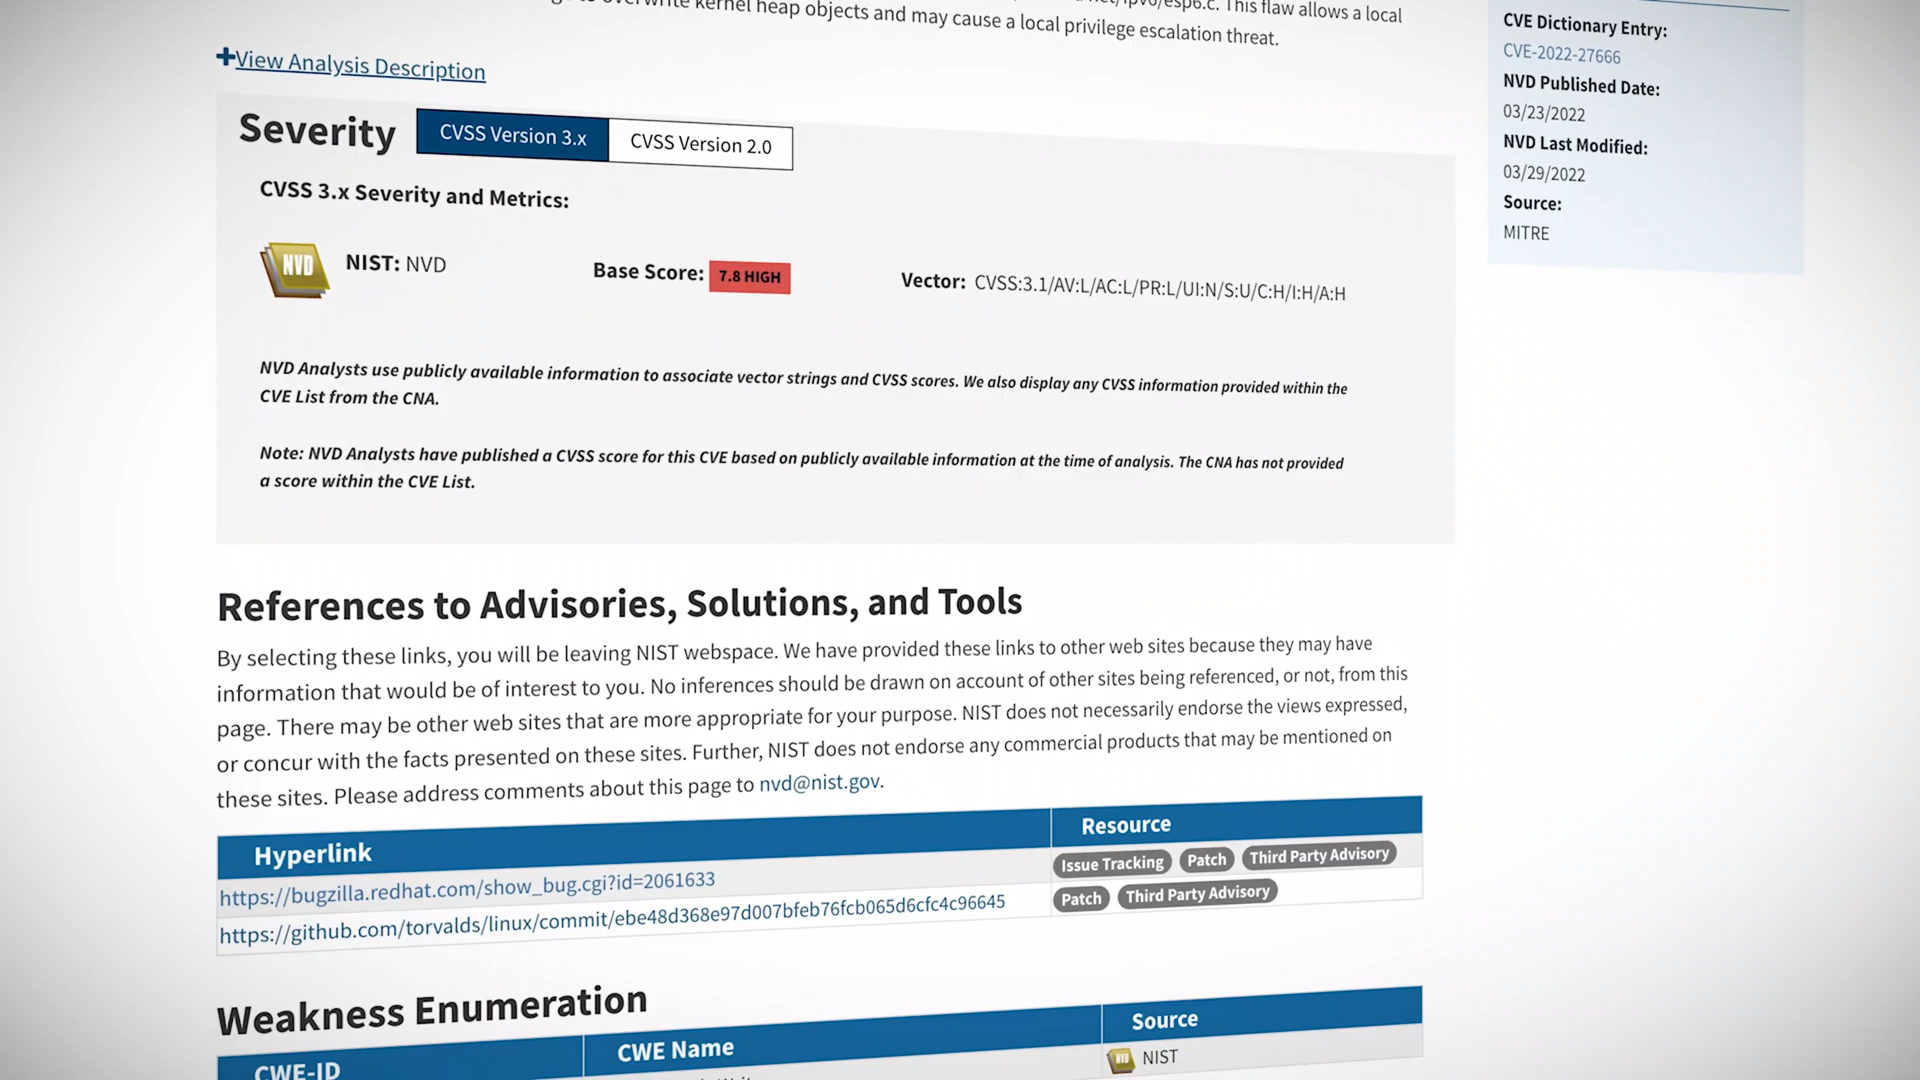 to overwrite kernel heap objects and may cause a local privilege escalation threat.
net/ipv6/esp6.c. This flaw allows a local
View Analysis Description
Severity
CVSS Version 3.x
CVSS Version 2.0
CVSS 3.x Severity and Metrics:
NVD
NIST: NVD
Base Score: 7.8 HIGH
Vector: CVSS:3.1/AV:L/AC:L/PR:L/UI:N/S:U/C:H/I:H/A:H
NVD Analysts use publicly available information to associate vector strings and CVSS scores. We also display any CVSS information provided within the
CVE List from the CNA.
Note: NVD Analysts have published a CVSS score for this CVE based on publicly available information at the time of analysis. The CNA has not provided
a score within the CVE List.
References to Advisories, Solutions, and Tools
By selecting these links, you will be leaving NIST webspace. We have provided these links to other web sites because they may have
information that would be of interest to you. No inferences should be drawn on account of other sites being referenced, or not, from this
page. There may be other web sites that are more appropriate for your purpose. NIST does not necessarily endorse the views expressed,
or concur with the facts presented on these sites. Further, NIST does not endorse any commercial products that may be mentioned on
these sites. Please address comments about this page to nvd@nist.gov.
Hyperlink
Resource
https://bugzilla.redhat.com/show_bug.cgi?id=2061633
Issue Tracking Patch Third Party Advisory
https://github.com/torvalds/linux/commit/ebe48d368e97d007bfeb76fcb065d6cfc4c96645
Patch Third Party Advisory
Weakness Enumeration
CWE-ID
CWE Name
Source
NVD
NIST
CVE Dictionary Entry:
CVE-2022-27666
NVD Published Date:
03/23/2022
NVD Last Modified:
03/29/2022
Source:
MITRE